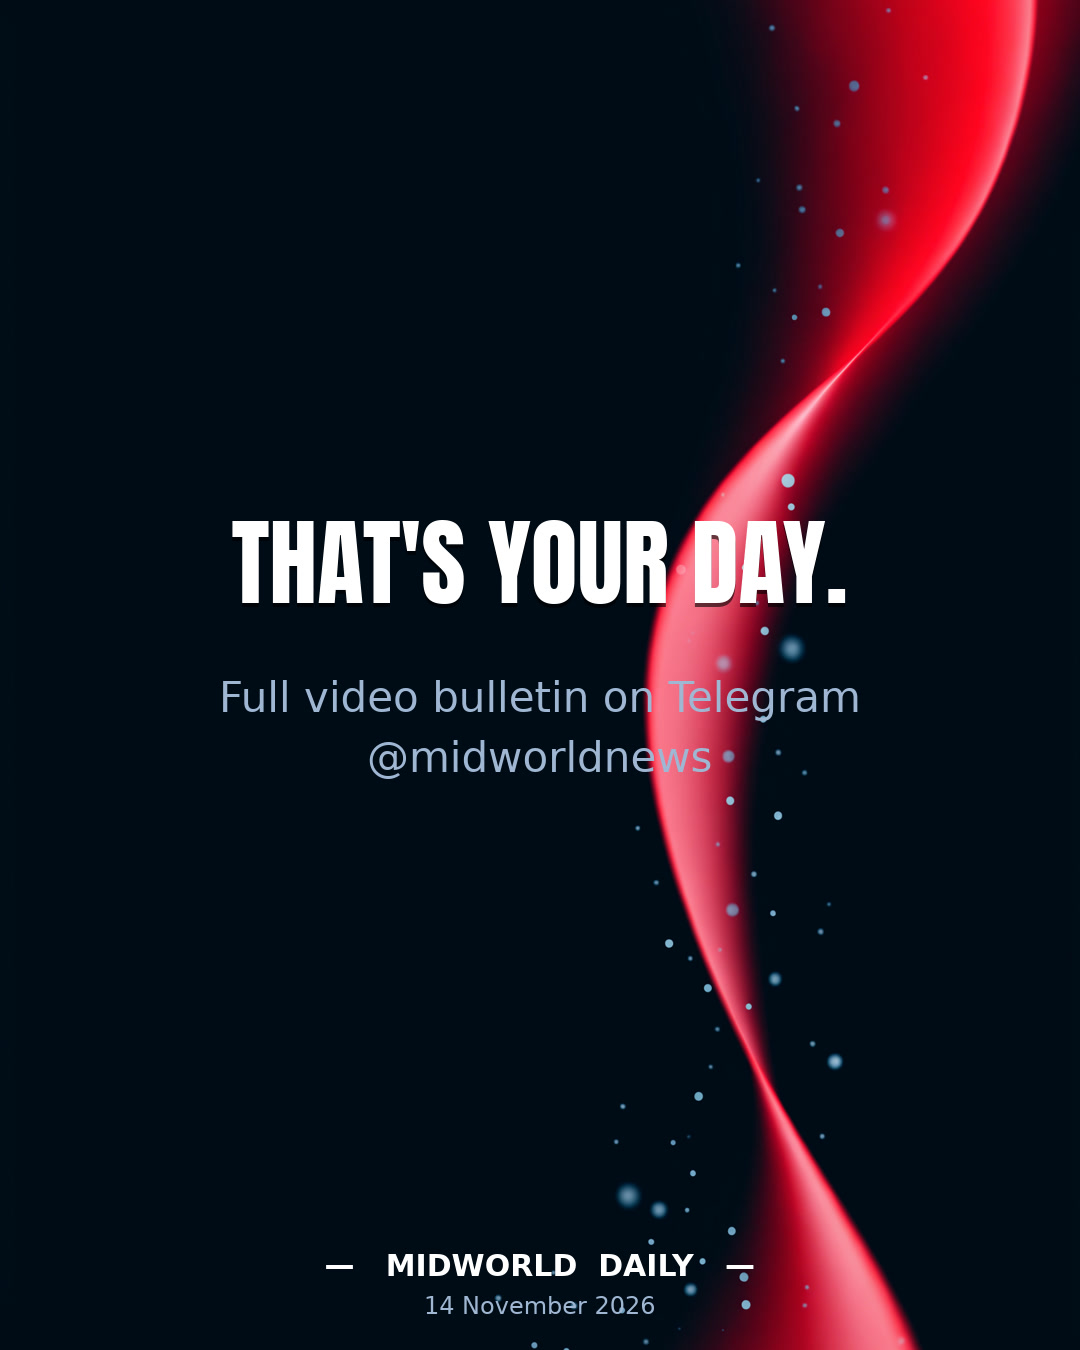 THAT'S YOUR DAY.
Full video bulletin on Telegram
@midworldnews
— MIDWORLD DAILY —
14 November 2026